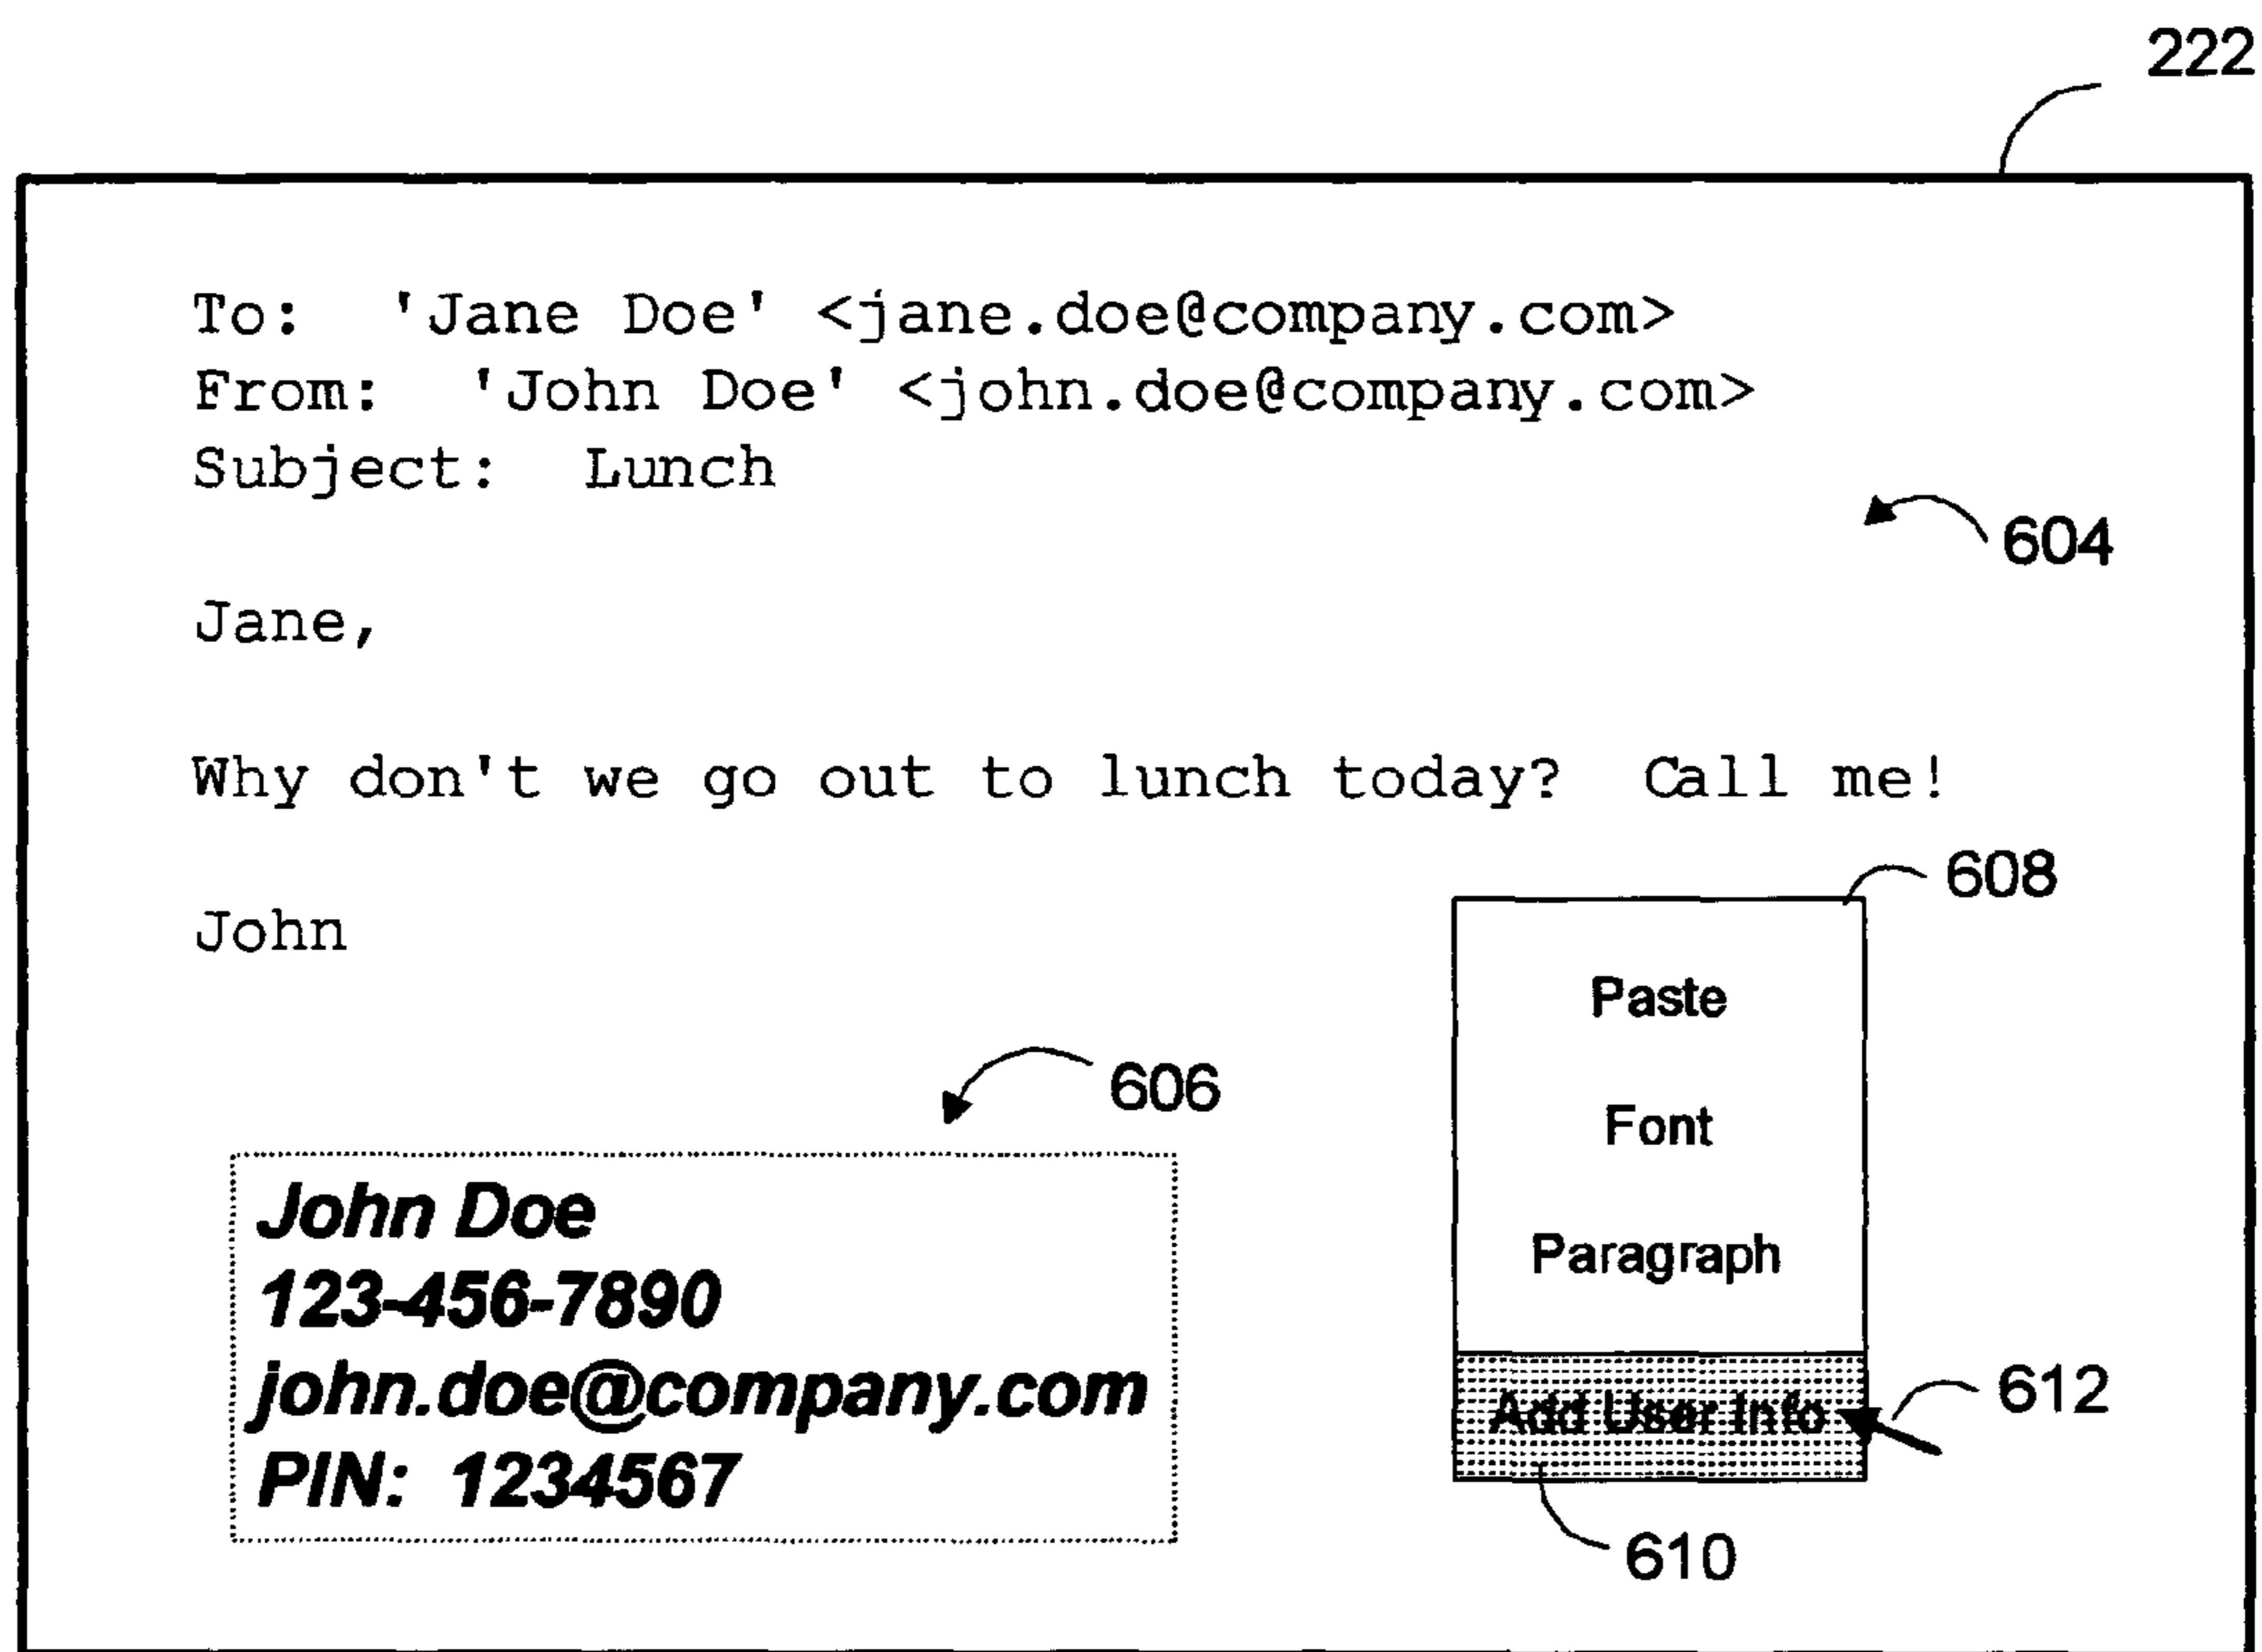 222
To:  'Jane Doe' <jane.doe@company.com>
From:  'John Doe' <john.doe@company.com>
Subject:  Lunch
604
Jane,
Why don't we go out to lunch today?  Call me!
608
John
Paste
606
Font
Paragraph
John Doe
123-456-7890
john.doe@company.com
PIN:  1234567
Add User Info
612
610